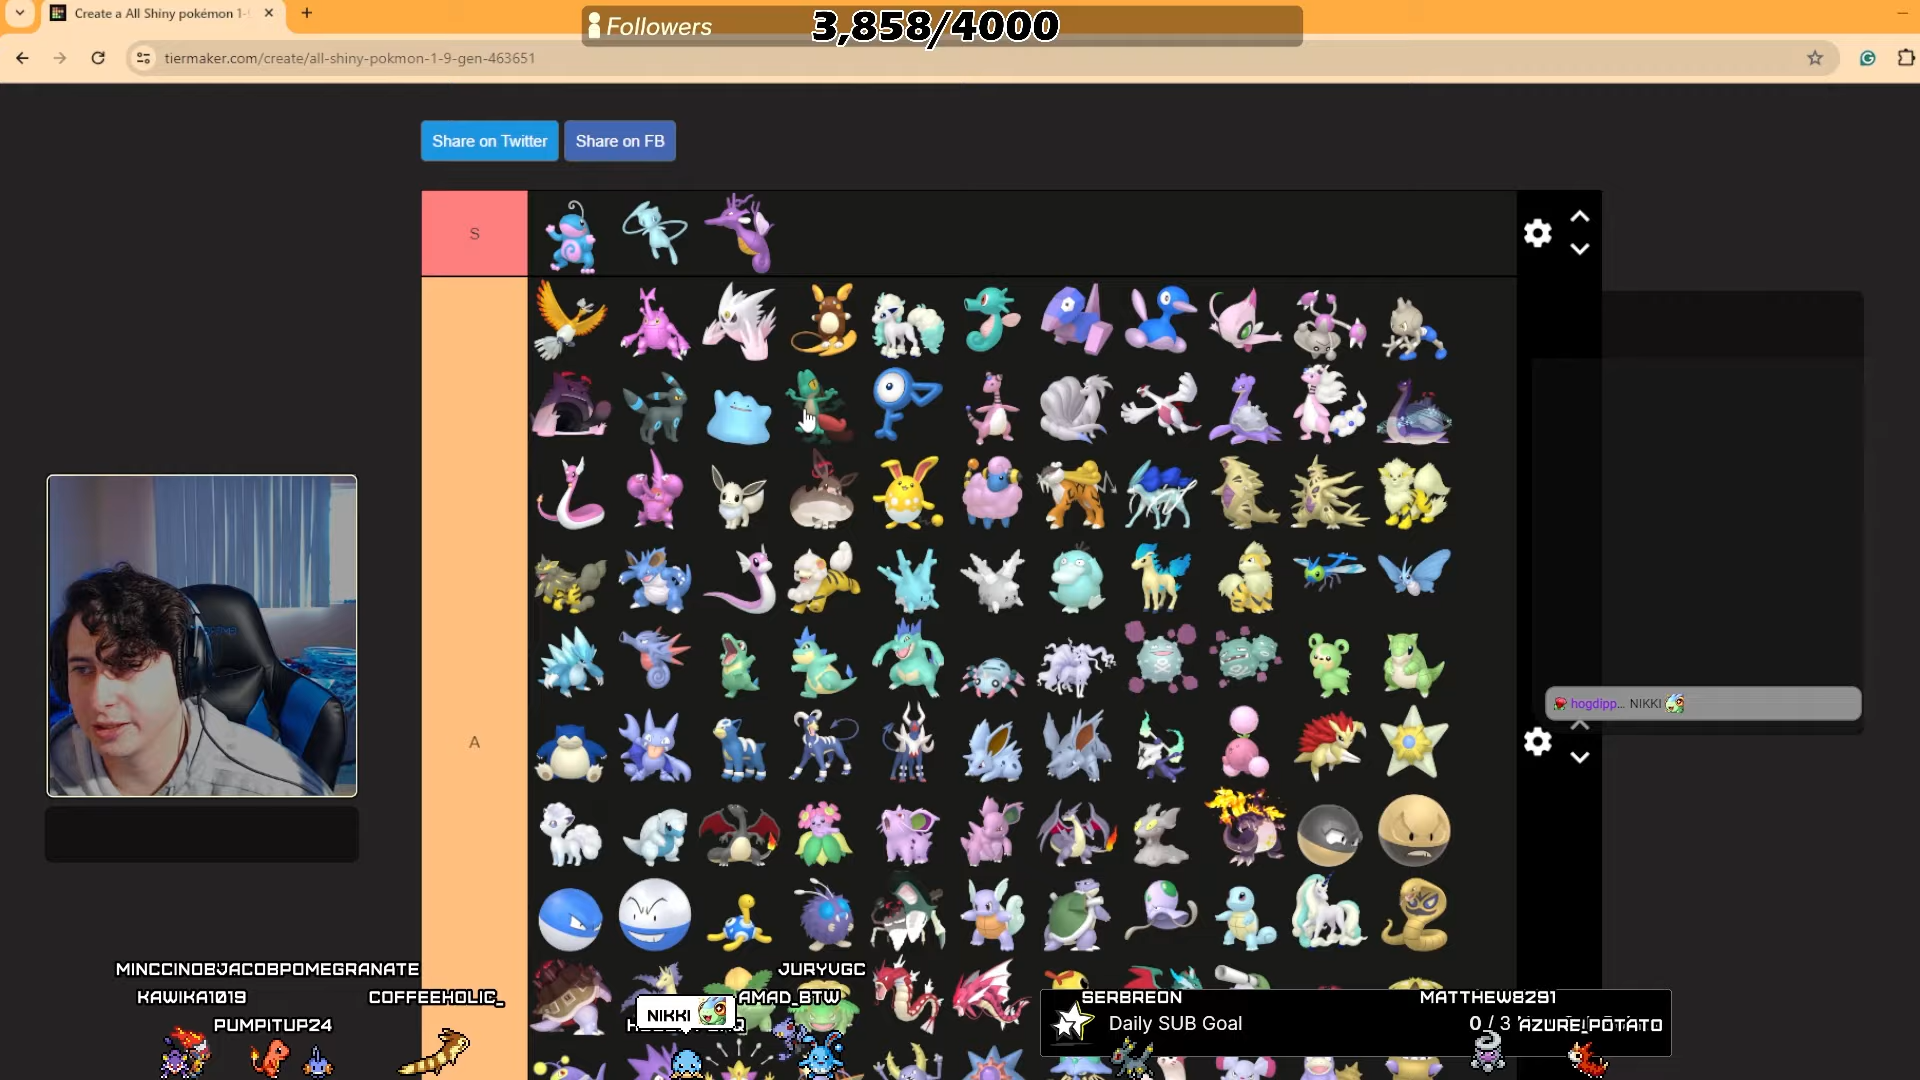 Create a All Shiny pokémon 1-
Followers 3,858/4000
tiermaker.com/create/all-shiny-pokmon-1-9-gen-463651
Share on Twitter
Share on FB
S
A
hogdipp... NIKKI
MINCCINOBJACOBPOMEGRANATE
JURYVGC
KAWIKA1019
COFFEEHOLIC_
AMAD_BTW
SERBREON
MATTHEW8291
NIKKI
PUMPITUP24
Daily SUB Goal
0 / 3
AZURE_POTATO